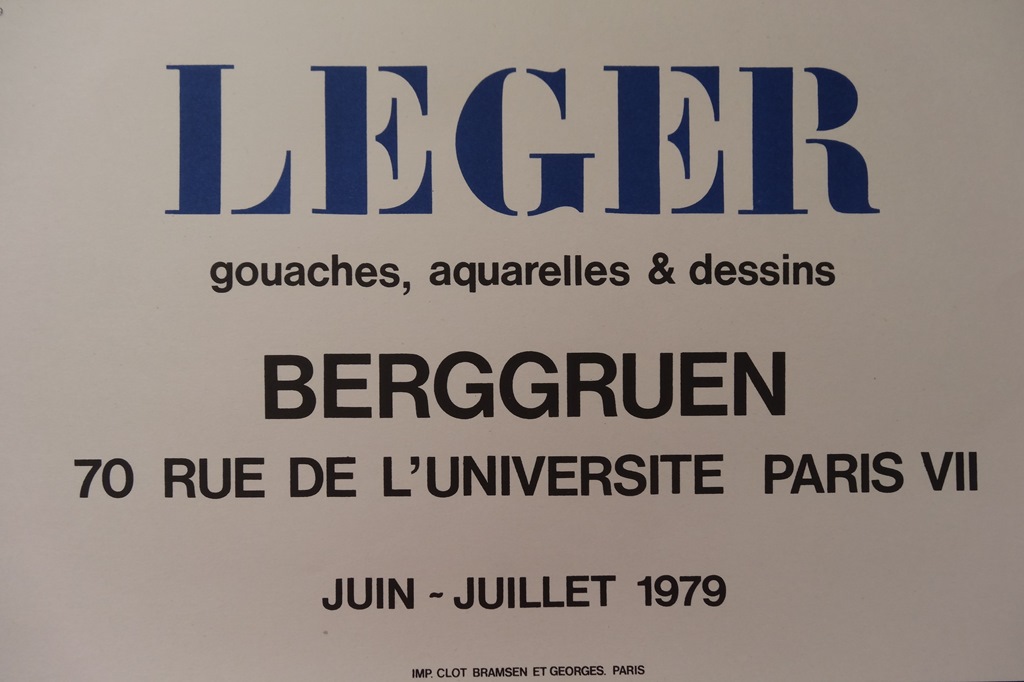 LEGER
gouaches, aquarelles & dessins
BERGGRUEN
70 RUE DE L'UNIVERSITE PARIS VII
JUIN ~ JUILLET 1979
IMP. CLOT BRAMSEN ET GEORGES. PARIS